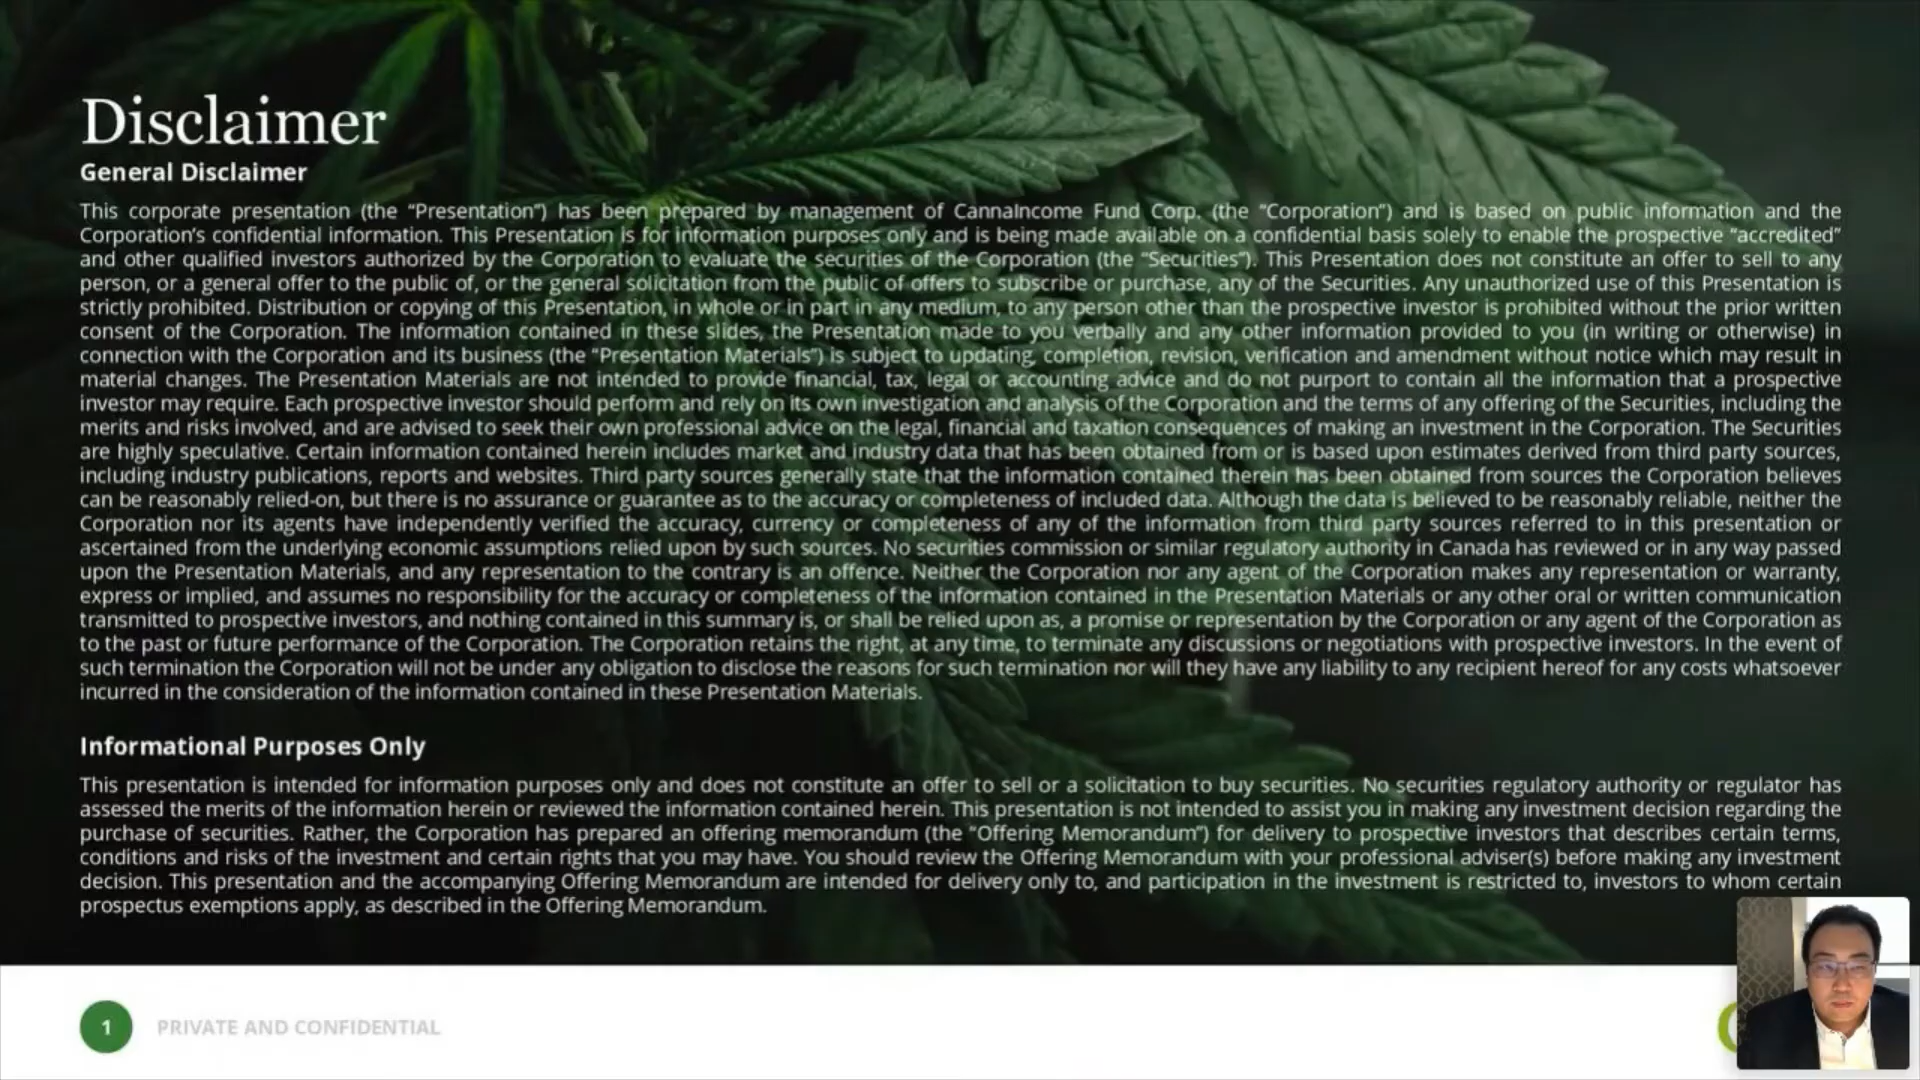 Disclaimer
General Disclaimer
This corporate presentation (the “Presentation”) has been prepared by management of CannaIncome Fund Corp. (the “Corporation”) and is based on public information and the
Corporation’s confidential information. This Presentation is for information purposes only and is being made available on a confidential basis solely to enable the prospective “accredited”
and other qualified investors authorized by the Corporation to evaluate the securities of the Corporation (the “Securities”). This Presentation does not constitute an offer to sell to any
person, or a general offer to the public of, or the general solicitation from the public of offers to subscribe or purchase, any of the Securities. Any unauthorized use of this Presentation is
strictly prohibited. Distribution or copying of this Presentation, in whole or in part in any medium, to any person other than the prospective investor is prohibited without the prior written
consent of the Corporation. The information contained in these slides, the Presentation made to you verbally and any other information provided to you (in writing or otherwise) in
connection with the Corporation and its business (the “Presentation Materials”) is subject to updating, completion, revision, verification and amendment without notice which may result in
material changes. The Presentation Materials are not intended to provide financial, tax, legal or accounting advice and do not purport to contain all the information that a prospective
investor may require. Each prospective investor should perform and rely on its own investigation and analysis of the Corporation and the terms of any offering of the Securities, including the
merits and risks involved, and are advised to seek their own professional advice on the legal, financial and taxation consequences of making an investment in the Corporation. The Securities
are highly speculative. Certain information contained herein includes market and industry data that has been obtained from or is based upon estimates derived from third party sources,
including industry publications, reports and websites. Third party sources generally state that the information contained therein has been obtained from sources the Corporation believes
can be reasonably relied-on, but there is no assurance or guarantee as to the accuracy or completeness of included data. Although the data is believed to be reasonably reliable, neither the
Corporation nor its agents have independently verified the accuracy, currency or completeness of any of the information from third party sources referred to in this presentation or
ascertained from the underlying economic assumptions relied upon by such sources. No securities commission or similar regulatory authority in Canada has reviewed or in any way passed
upon the Presentation Materials, and any representation to the contrary is an offence. Neither the Corporation nor any agent of the Corporation makes any representation or warranty,
express or implied, and assumes no responsibility for the accuracy or completeness of the information contained in the Presentation Materials or any other oral or written communication
transmitted to prospective investors, and nothing contained in this summary is, or shall be relied upon as, a promise or representation by the Corporation or any agent of the Corporation as
to the past or future performance of the Corporation. The Corporation retains the right, at any time, to terminate any discussions or negotiations with prospective investors. In the event of
such termination the Corporation will not be under any obligation to disclose the reasons for such termination nor will they have any liability to any recipient hereof for any costs whatsoever
incurred in the consideration of the information contained in these Presentation Materials.
Informational Purposes Only
This presentation is intended for information purposes only and does not constitute an offer to sell or a solicitation to buy securities. No securities regulatory authority or regulator has
assessed the merits of the information herein or reviewed the information contained herein. This presentation is not intended to assist you in making any investment decision regarding the
purchase of securities. Rather, the Corporation has prepared an offering memorandum (the “Offering Memorandum”) for delivery to prospective investors that describes certain terms,
conditions and risks of the investment and certain rights that you may have. You should review the Offering Memorandum with your professional adviser(s) before making any investment
decision. This presentation and the accompanying Offering Memorandum are intended for delivery only to, and participation in the investment is restricted to, investors to whom certain
prospectus exemptions apply, as described in the Offering Memorandum.
1 PRIVATE AND CONFIDENTIAL